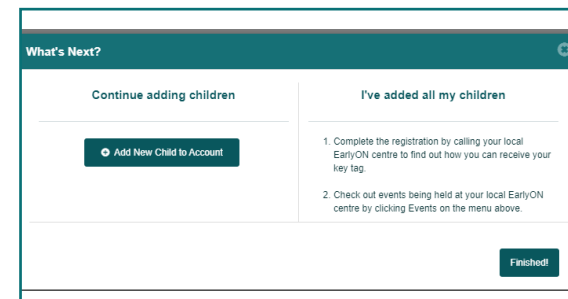 What's Next?
Continue adding children
Add New Child to Account
I've added all my children
1. Complete the registration by calling your local
EarlyON centre to find out how you can receive your
key tag.
2. Check out events being held at your local EarlyON
centre by clicking Events on the menu above.
Finished!